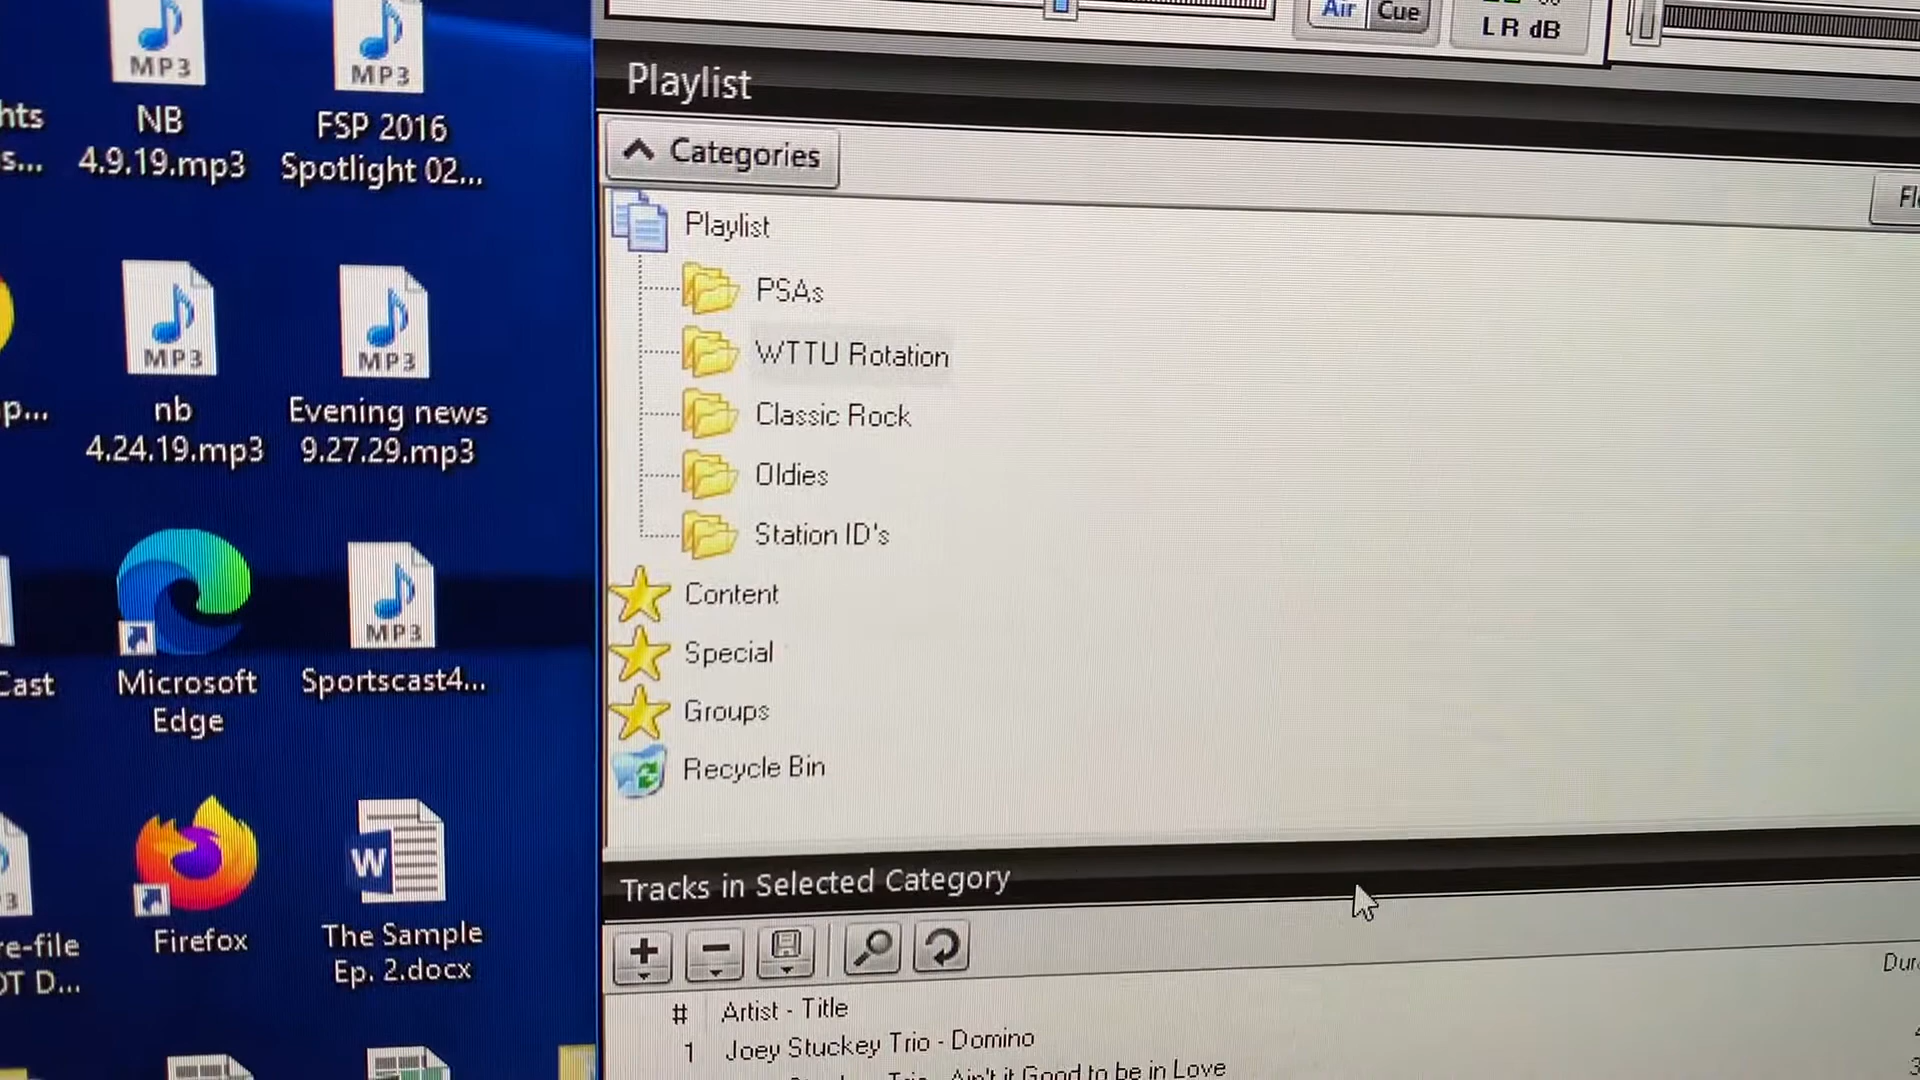 Air Cue
L R dB
MP3
MP3
NB
4.9.19.mp3
FSP 2016
Spotlight 02...
Playlist
Categories
Playlist
PSAs
WTTU Rotation
Classic Rock
Oldies
Station ID's
Content
Special
Groups
Recycle Bin
MP3
MP3
nb
4.24.19.mp3
Evening news
9.27.29.mp3
MP3
Cast
Microsoft
Edge
Sportscast4...
W
Firefox
The Sample
Ep. 2.docx
re-file
Tracks in Selected Category
# Artist - Title
1 Joey Stuckey Trio - Domino
Ain't it Good to be in Love